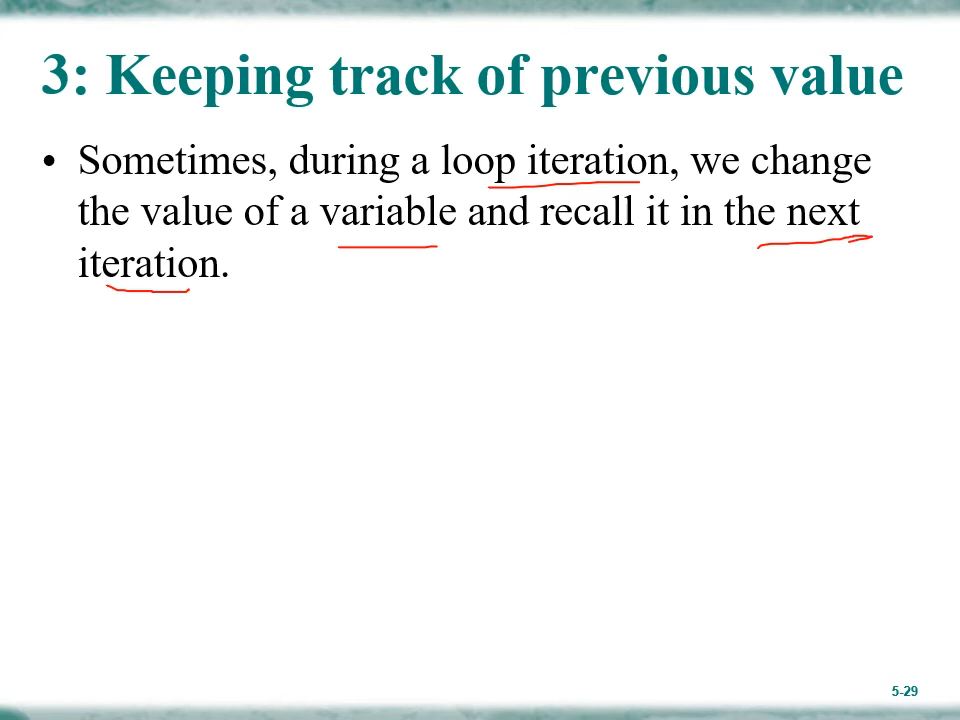 3: Keeping track of previous value
• Sometimes, during a loop iteration, we change
the value of a variable and recall it in the next
iteration.
5-29